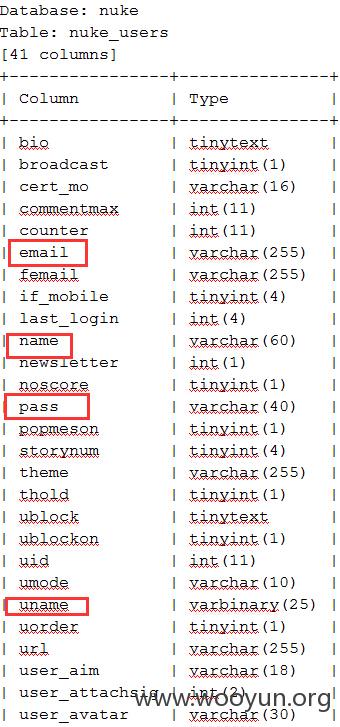 Database: nuke
Table: nuke_users
[41 columns]
+---------------+---------------+
| Column | Type |
+---------------+---------------+
| bio | tinytext
| broadcast | tinyint(1)
| cert_mo | varchar(16)
| commentmax | int(11)
| counter | int(11)
| email | varchar(255)
| femail | varchar(255)
| if_mobile | tinyint(4)
| last_login | int(4)
| name | varchar(60)
| newsletter | int(1)
| noscore | tinyint(1)
| pass | varchar(40)
| popmeson | tinyint(1)
| storynum | tinyint(4)
| theme | varchar(255)
| thold | tinyint(1)
| ublock | tinytext
| ublockon | tinyint(1)
| uid | int(11)
| umode | varchar(10)
| uname | varbinary(25)
| uorder | tinyint(1)
| url | varchar(255)
| user_aim | varchar(18)
| user_attachsig | int(2)
| user_avatar | varchar(30)
www.wooyun.org